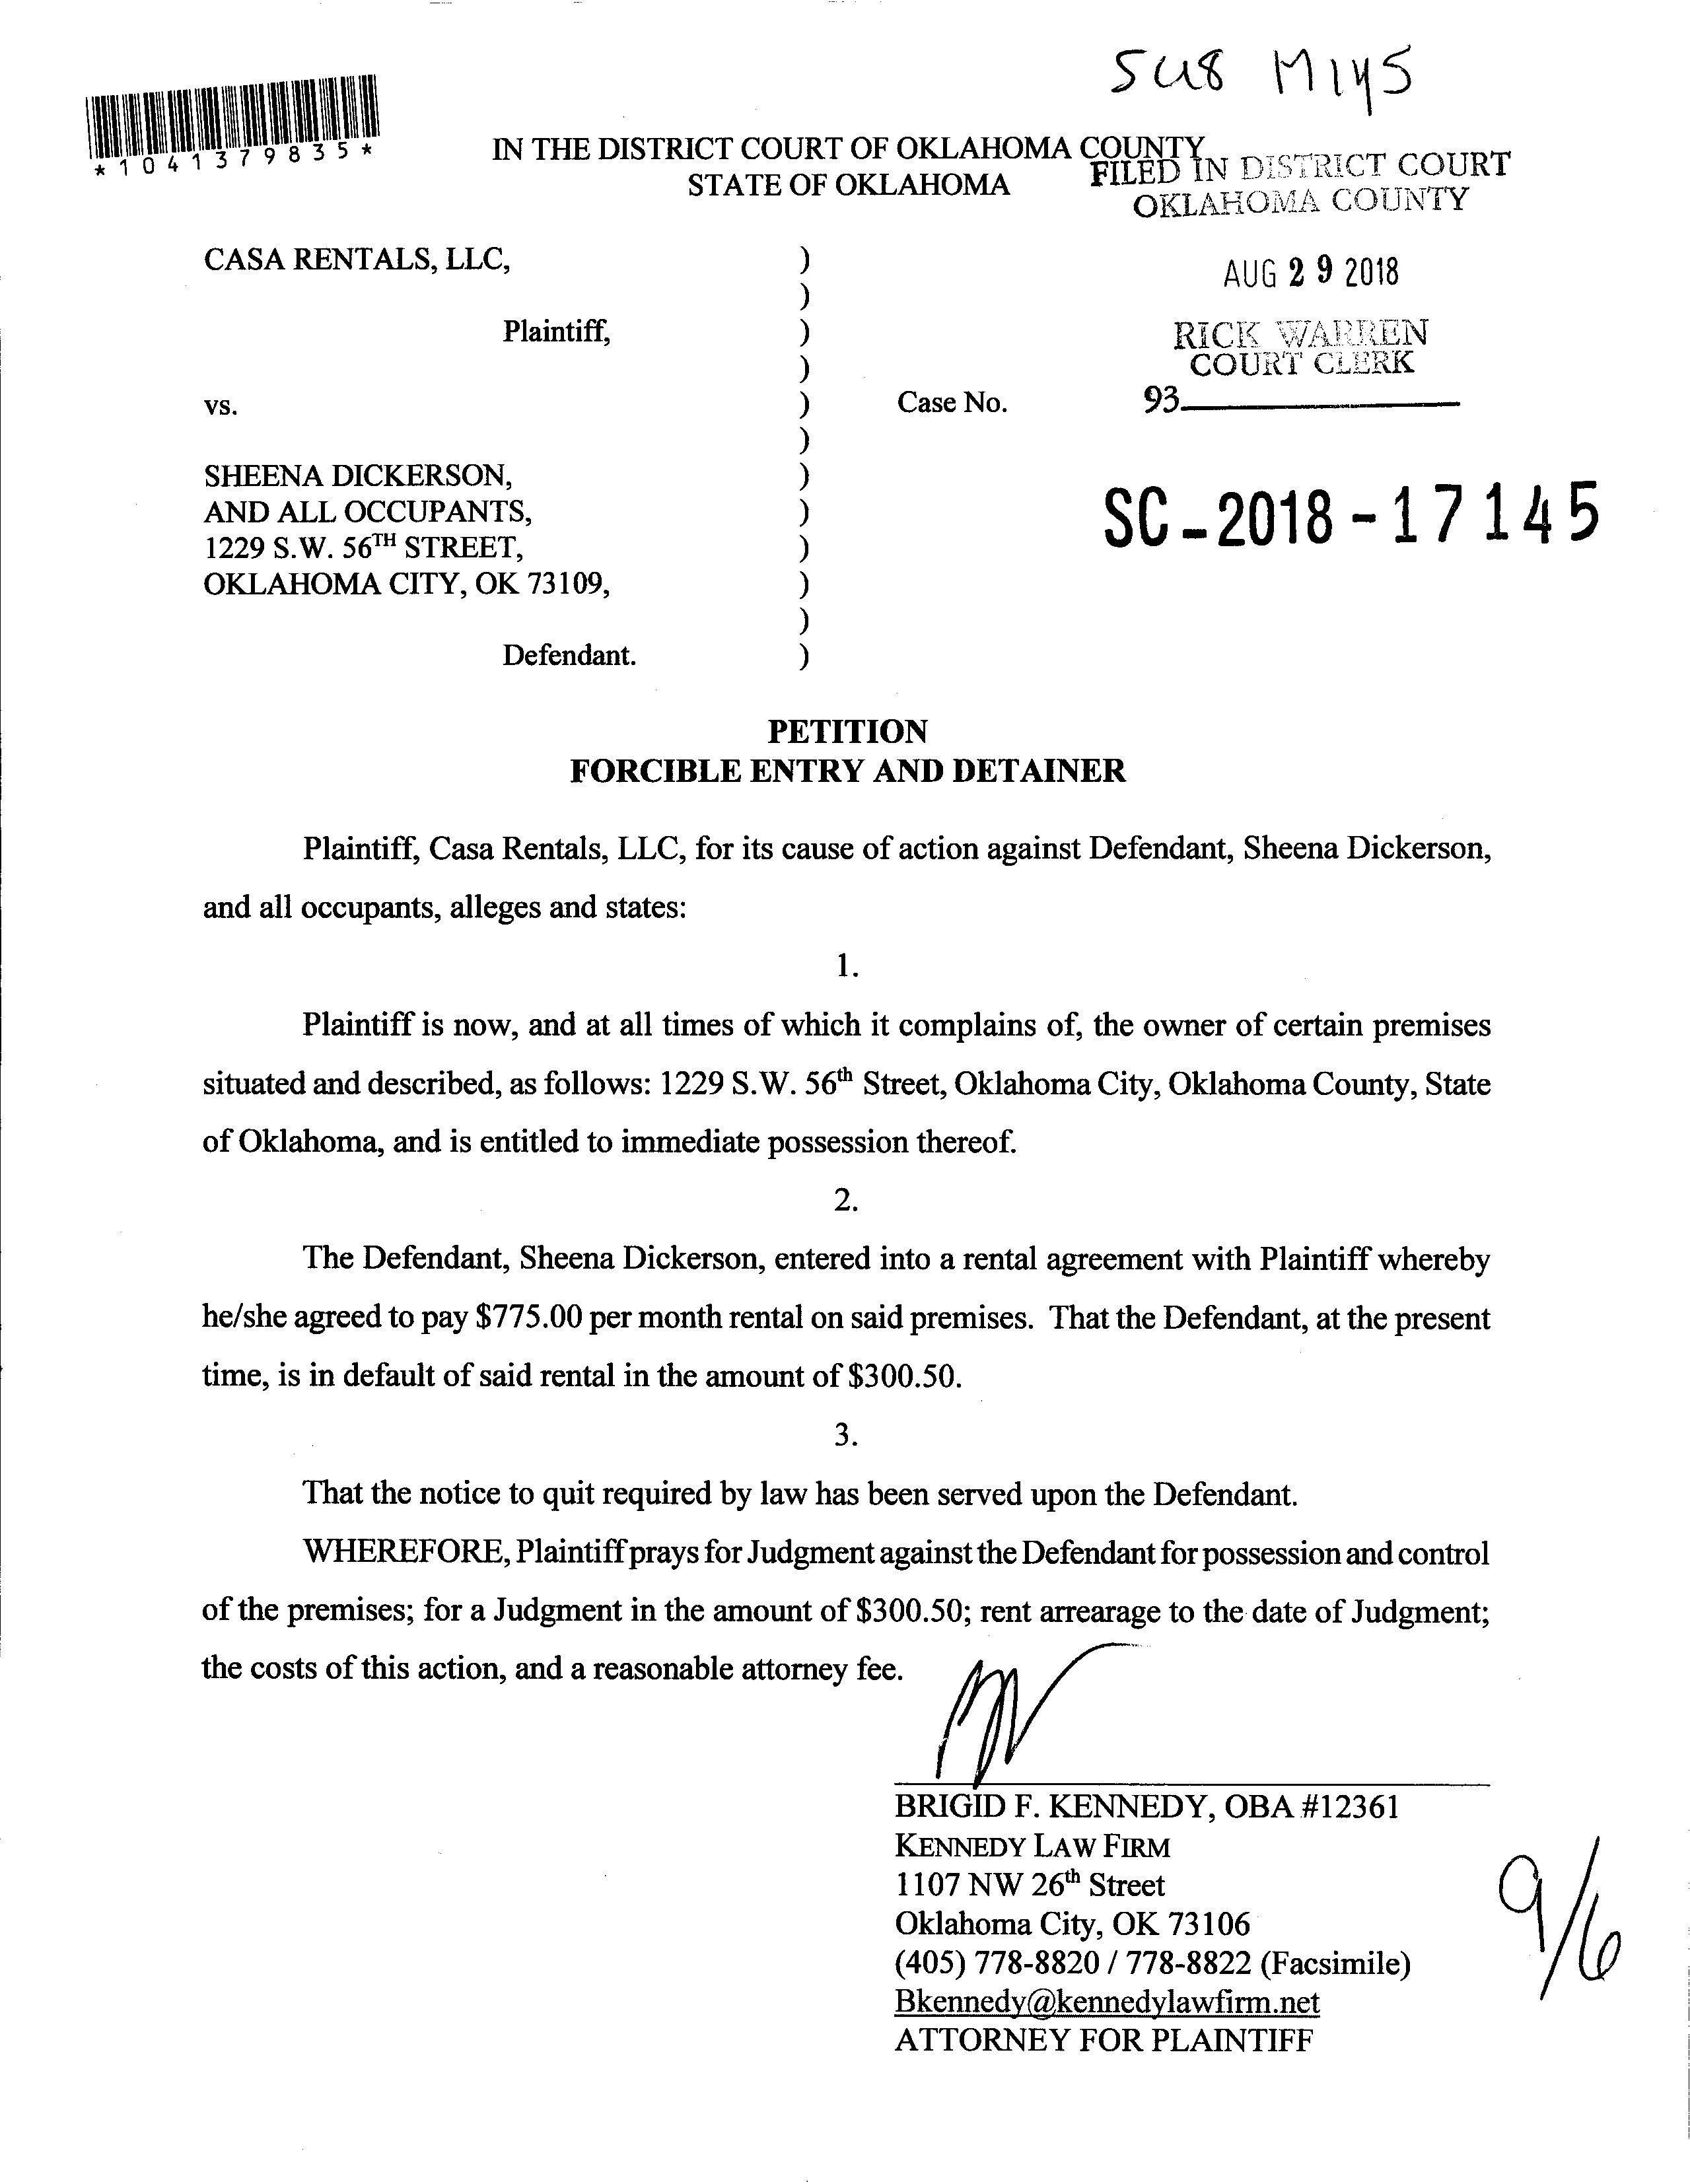 SC18 M145
*1041379835*
IN THE DISTRICT COURT OF OKLAHOMA COUNTY
STATE OF OKLAHOMA
FILED IN DISTRICT COURT
OKLAHOMA COUNTY
CASA RENTALS, LLC, )
)
AUG 29 2018
Plaintiff, )
)
RICK WARREN
COURT CLERK
vs. ) Case No. 93
)
SHEENA DICKERSON, )
AND ALL OCCUPANTS, ) SC-2018-17145
1229 S.W. 56TH STREET, )
OKLAHOMA CITY, OK 73109, )
)
Defendant. )
PETITION
FORCIBLE ENTRY AND DETAINER
Plaintiff, Casa Rentals, LLC, for its cause of action against Defendant, Sheena Dickerson,
and all occupants, alleges and states:
1.
Plaintiff is now, and at all times of which it complains of, the owner of certain premises
situated and described, as follows: 1229 S.W. 56th Street, Oklahoma City, Oklahoma County, State
of Oklahoma, and is entitled to immediate possession thereof.
2.
The Defendant, Sheena Dickerson, entered into a rental agreement with Plaintiff whereby
he/she agreed to pay $775.00 per month rental on said premises. That the Defendant, at the present
time, is in default of said rental in the amount of $300.50.
3.
That the notice to quit required by law has been served upon the Defendant.
WHEREFORE, Plaintiff prays for Judgment against the Defendant for possession and control
of the premises; for a Judgment in the amount of $300.50; rent arrearage to the date of Judgment;
the costs of this action, and a reasonable attorney fee.
BRIGID F. KENNEDY, OBA #12361
KENNEDY LAW FIRM
1107 NW 26th Street
Oklahoma City, OK 73106
(405) 778-8820 / 778-8822 (Facsimile)
Bkennedy@kennedylawfirm.net
ATTORNEY FOR PLAINTIFF
9/6